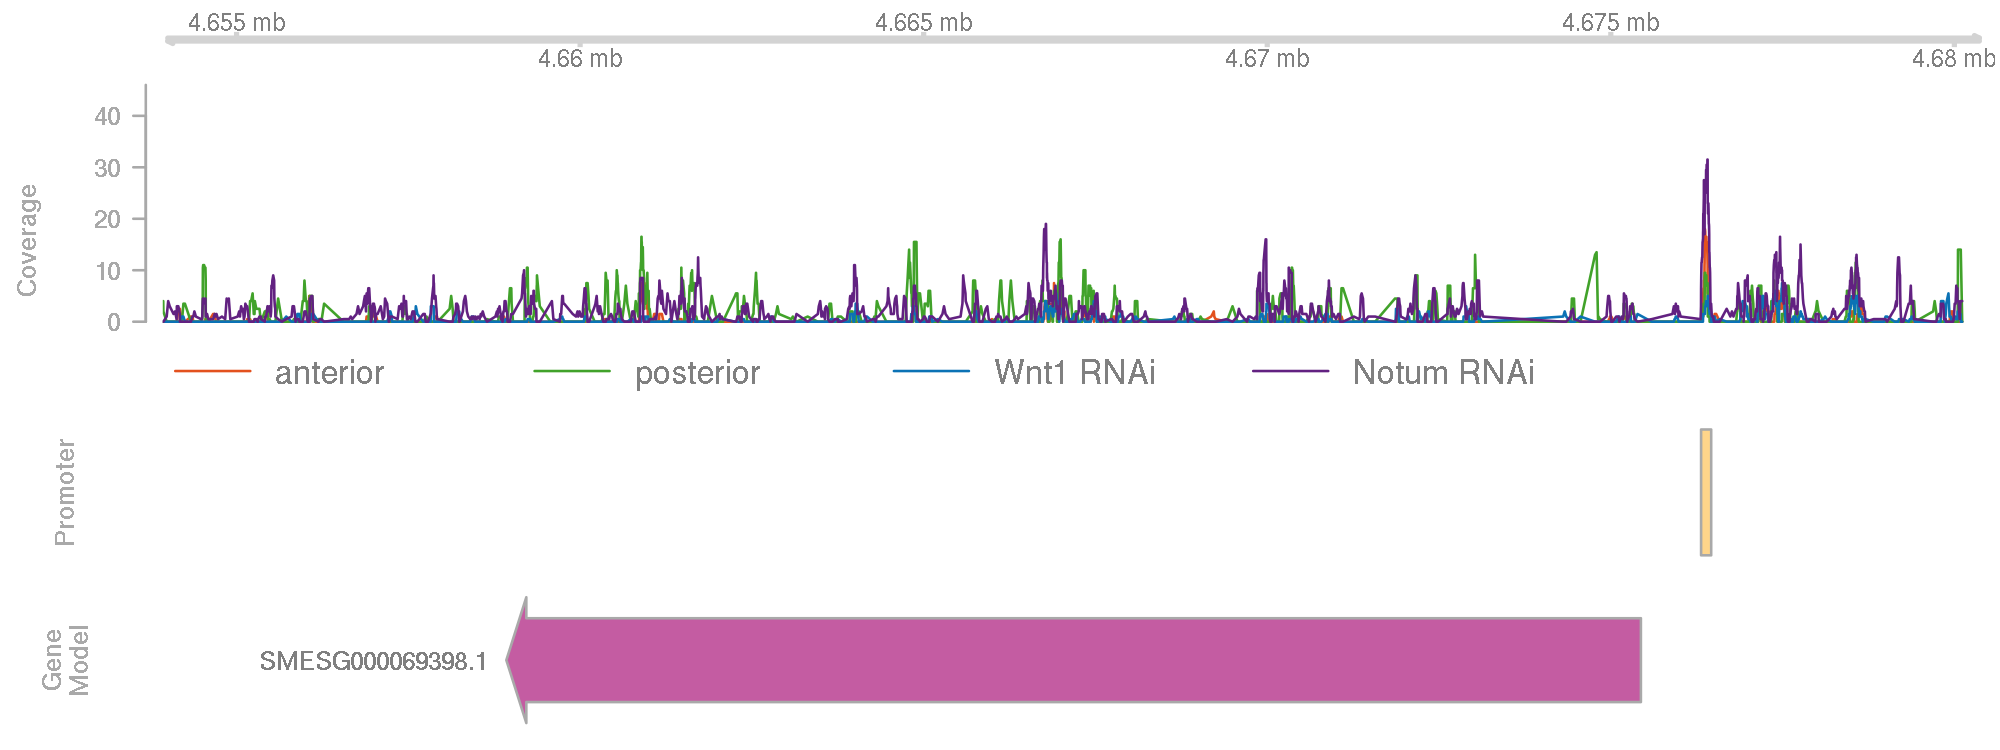 4.655 mb 4.665 mb 4.675 mb
4.66 mb 4.67 mb 4.68 mb
Coverage
40
30
20
10
0
anterior posterior Wnt1 RNAi Notum RNAi
Promoter
Gene
Model
SMESG000069398.1